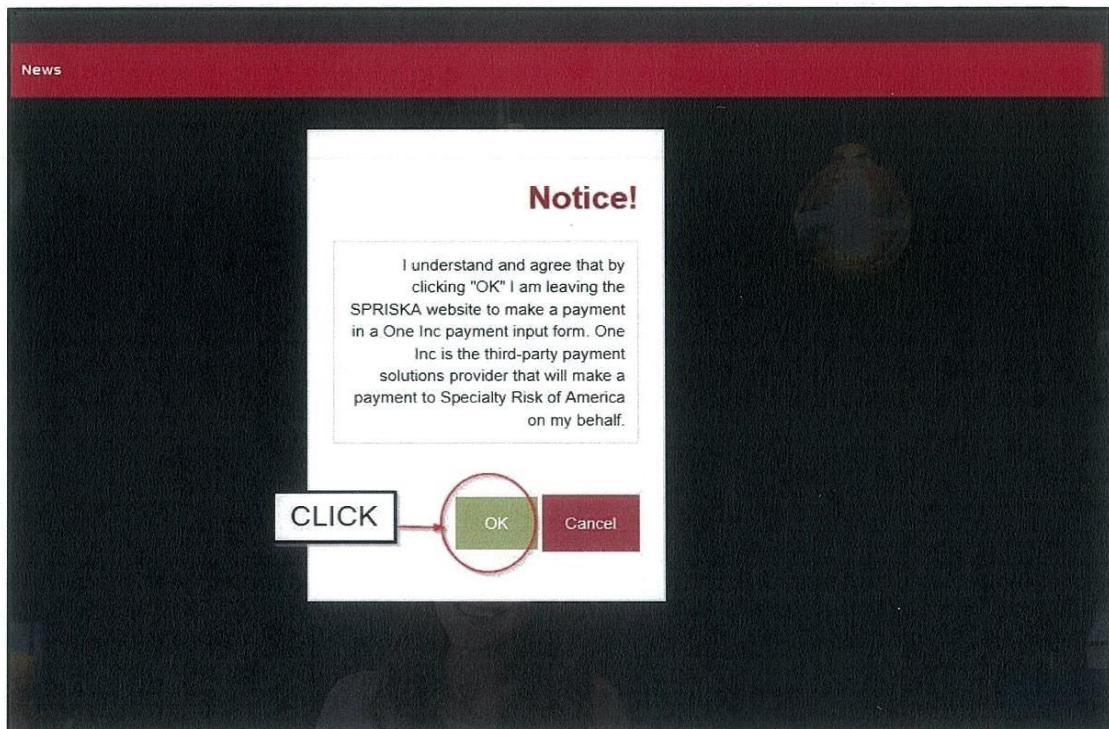 News
Notice!
I understand and agree that by
clicking "OK" I am leaving the
SPRISKA website to make a payment
in a One Inc payment input form. One
Inc is the third-party payment
solutions provider that will make a
payment to Specialty Risk of America
on my behalf.
CLICK
OK
Cancel